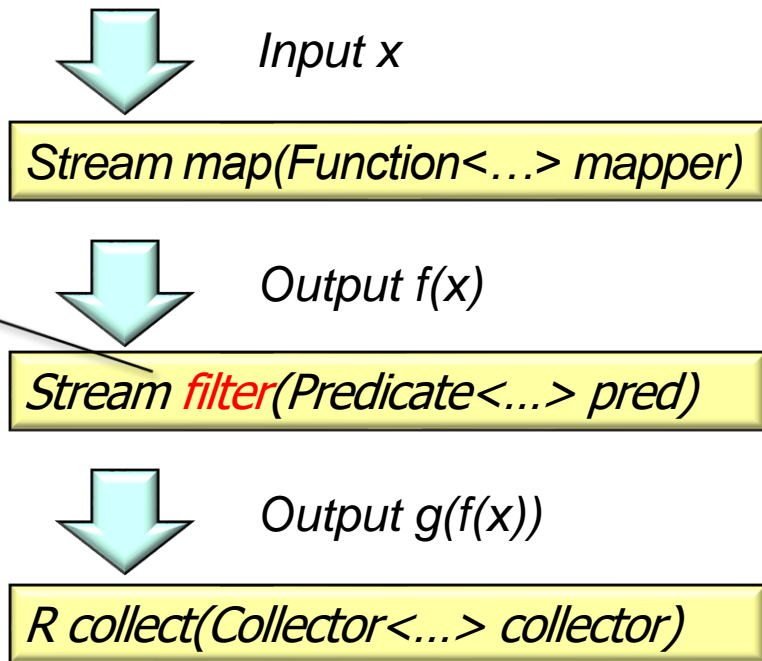 Input x
Stream map(Function<…> mapper)
Output f(x)
Stream filter(Predicate<...> pred)
Output g(f(x))
R collect(Collector<...> collector)